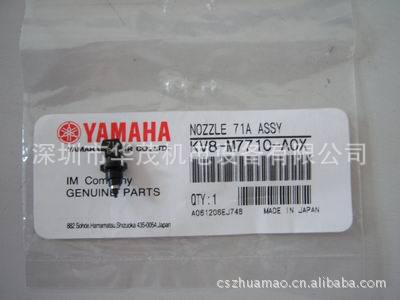 YAMAHA
NOZZLE 71A ASSY
KV8-M7710-A0X
深圳市华茂机电设备有限公司
IM Company
GENUINE PARTS
QTY:1
A061206EJ748
MADE IN JAPAN
882 Sohde, Hamamatsu, Shizuoka 435-0054, Japan
cszhuamao.cn.alibaba.com